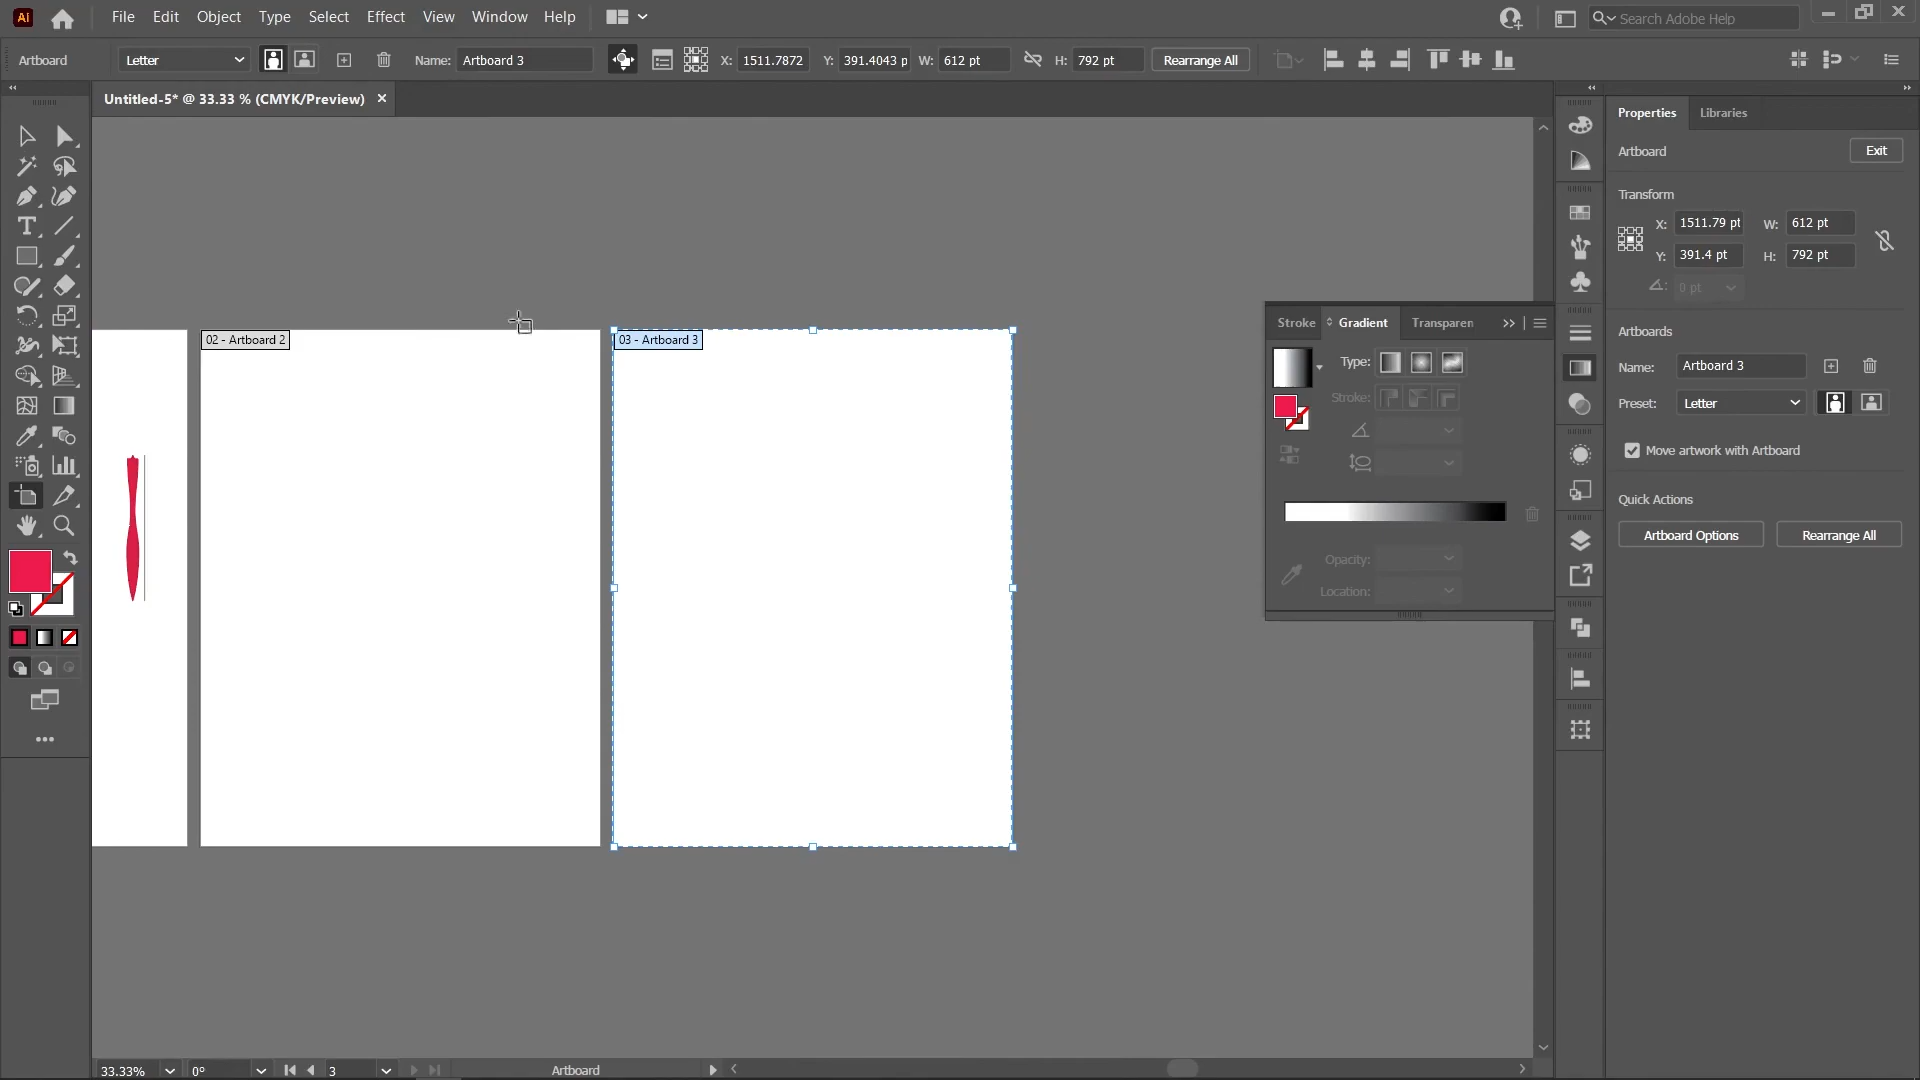 Ai File Edit Object Type Select Effect View Window Help Search Adobe Help
Artboard Letter Name: Artboard 3 X: 1511.7872 Y: 391.4043 p W: 612 pt H: 792 pt Rearrange All
Untitled-5* @ 33.33 % (CMYK/Preview)
Properties Libraries
Artboard Exit
Transform
X: 1511.79 pt W: 612 pt
Y: 391.4 pt H: 792 pt
0 pt
Artboards
Name: Artboard 3
Preset: Letter
Move artwork with Artboard
Quick Actions
Artboard Options Rearrange All
02 - Artboard 2
03 - Artboard 3
Stroke Gradient Transparen
Type:
Stroke:
Opacity:
Location:
33.33% 0° 3 Artboard